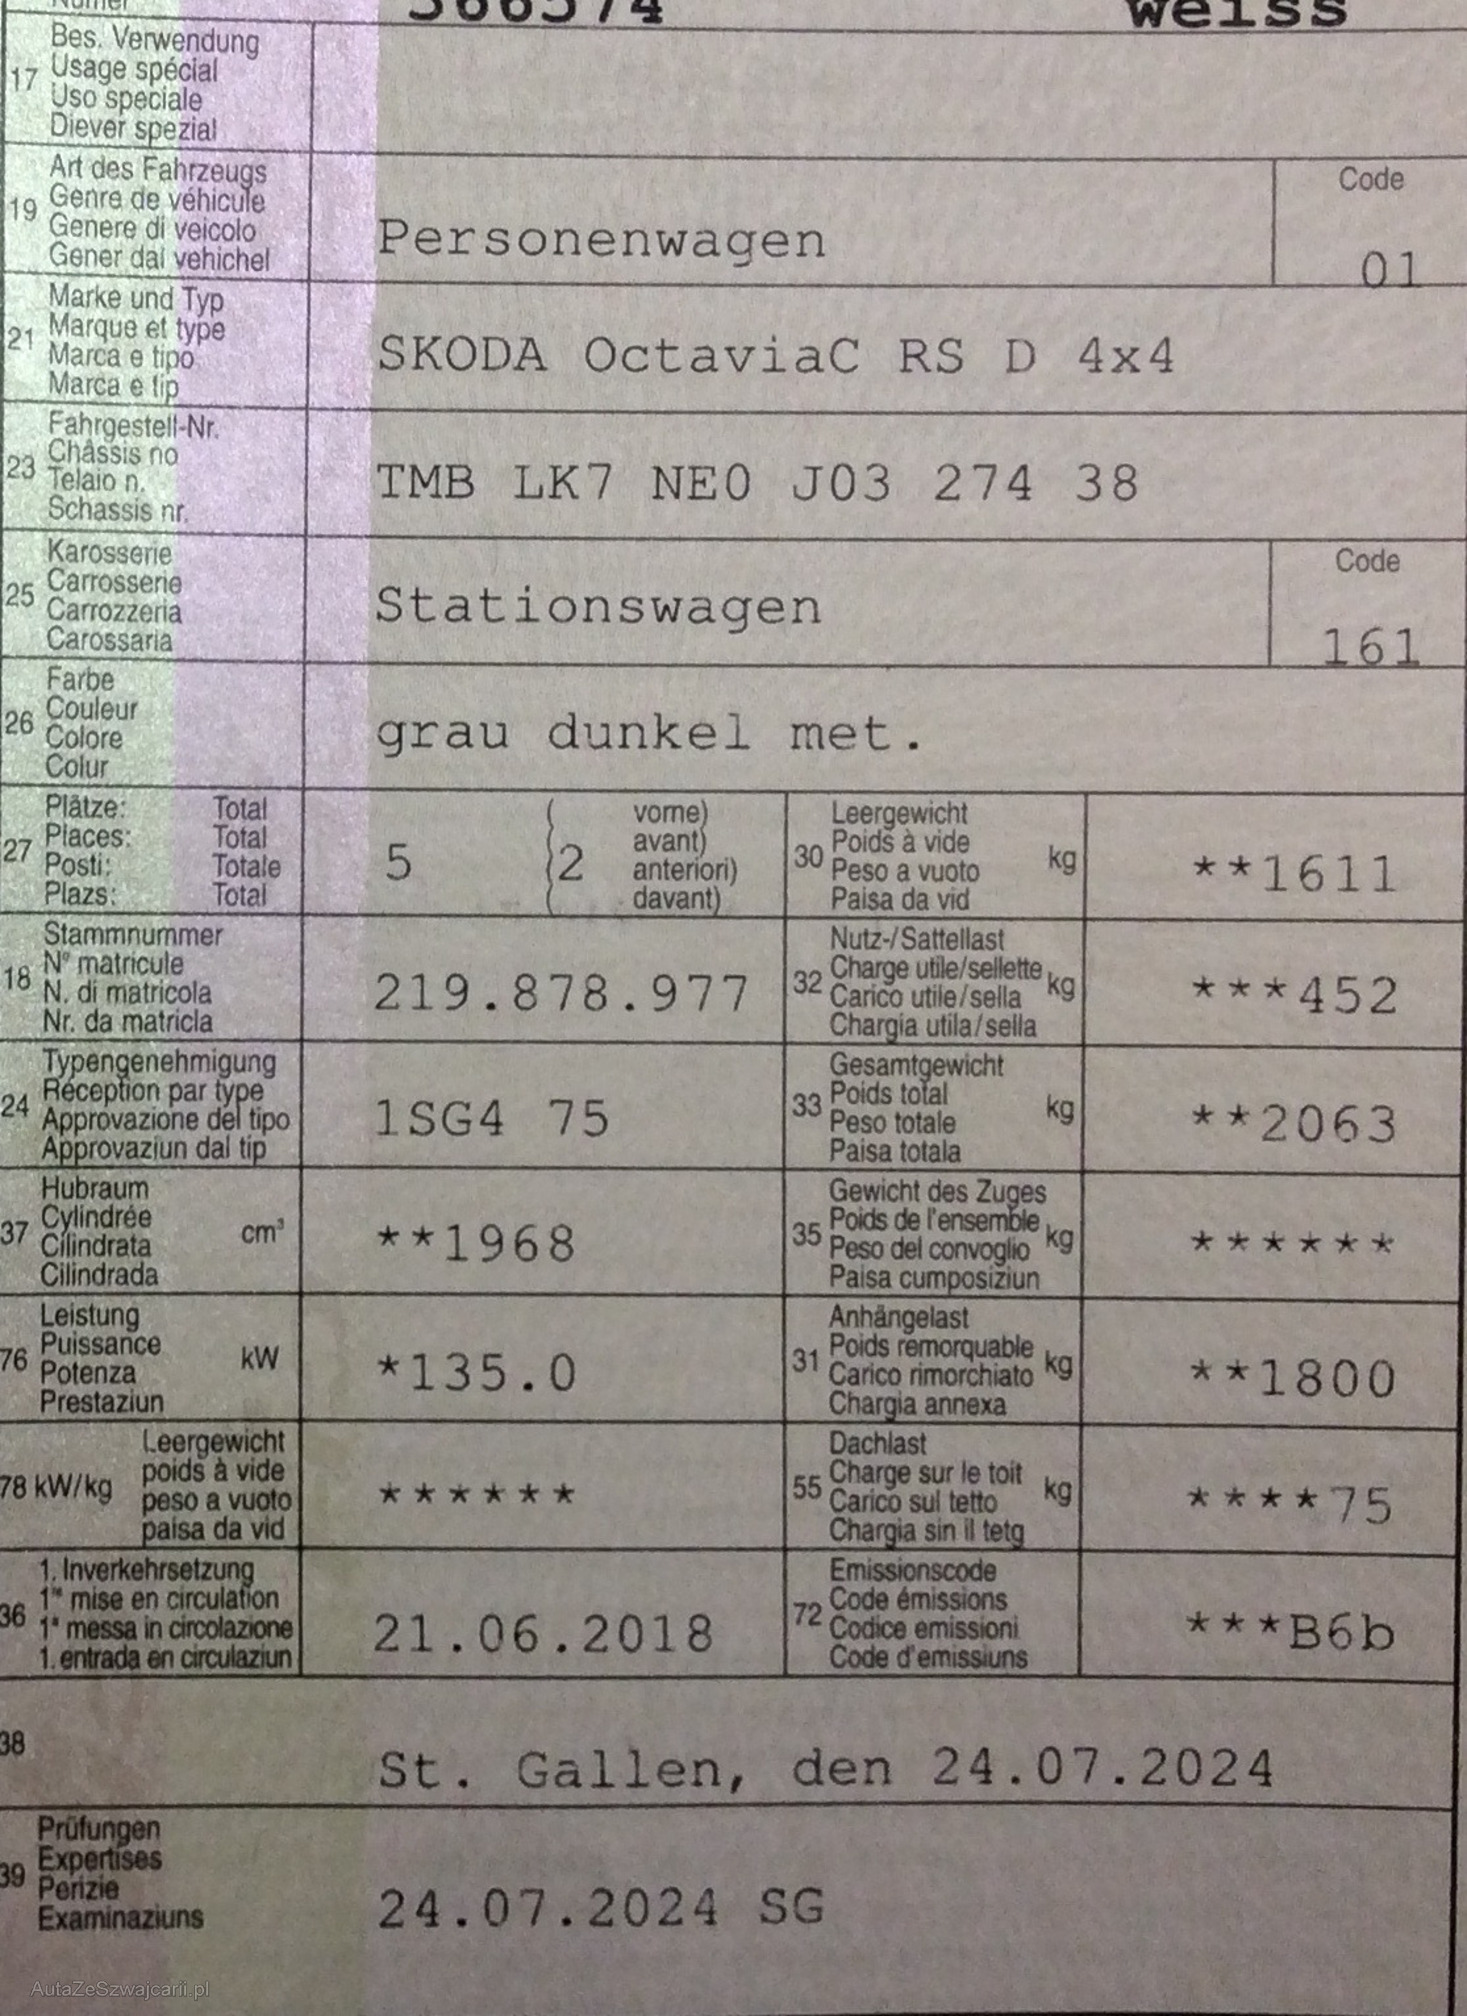 weiss
17 Bes. Verwendung
Usage spécial
Uso speciale
Diever spezial
19 Art des Fahrzeugs
Genre de véhicule
Genere di veicolo
Gener dal vehichel
Personenwagen
Code
01
21 Marke und Typ
Marque et type
Marca e tipo
Marca e tip
SKODA OctaviaC RS D 4x4
23 Fahrgestell-Nr.
Châssis no
Telaio n.
Schassis nr.
TMB LK7 NE0 J03 274 38
25 Karosserie
Carrosserie
Carrozzeria
Carossaria
Stationswagen
Code
161
26 Farbe
Couleur
Colore
Colur
grau dunkel met.
27 Plätze: Total
Places: Total
Posti: Totale
Plazs: Total
5 (2 vorne)
avant)
anteriori)
davant)
30 Leergewicht
Poids à vide
Peso a vuoto
Paisa da vid
kg
**1611
18 Stammnummer
N° matricule
N. di matricola
Nr. da matricla
219.878.977
32 Nutz-/Sattellast
Charge utile/sellette
Carico utile/sella
Chargia utila/sella
kg
***452
24 Typengenehmigung
Réception par type
Approvazione del tipo
Approvaziun dal tip
1SG4 75
33 Gesamtgewicht
Poids total
Peso totale
Paisa totala
kg
**2063
37 Hubraum
Cylindrée
Cilindrata
Cilindrada
cm³
**1968
35 Gewicht des Zuges
Poids de l'ensemble
Peso del convoglio
Paisa cumposiziun
kg
******
76 Leistung
Puissance
Potenza
Prestaziun
kW
*135.0
31 Anhängelast
Poids remorquable
Carico rimorchiato
Chargia annexa
kg
**1800
78 kW/kg
Leergewicht
poids à vide
peso a vuoto
paisa da vid
******
55 Dachlast
Charge sur le toit
Carico sul tetto
Chargia sin il tetg
kg
****75
36 1. Inverkehrsetzung
1re mise en circulation
1a messa in circolazione
1. entrada en circulaziun
21.06.2018
72 Emissionscode
Code émissions
Codice emissioni
Code d'emissiuns
***B6b
38
St. Gallen, den 24.07.2024
39 Prüfungen
Expertises
Perizie
Examinaziuns
24.07.2024 SG
AutaZeSzwajcarii.pl